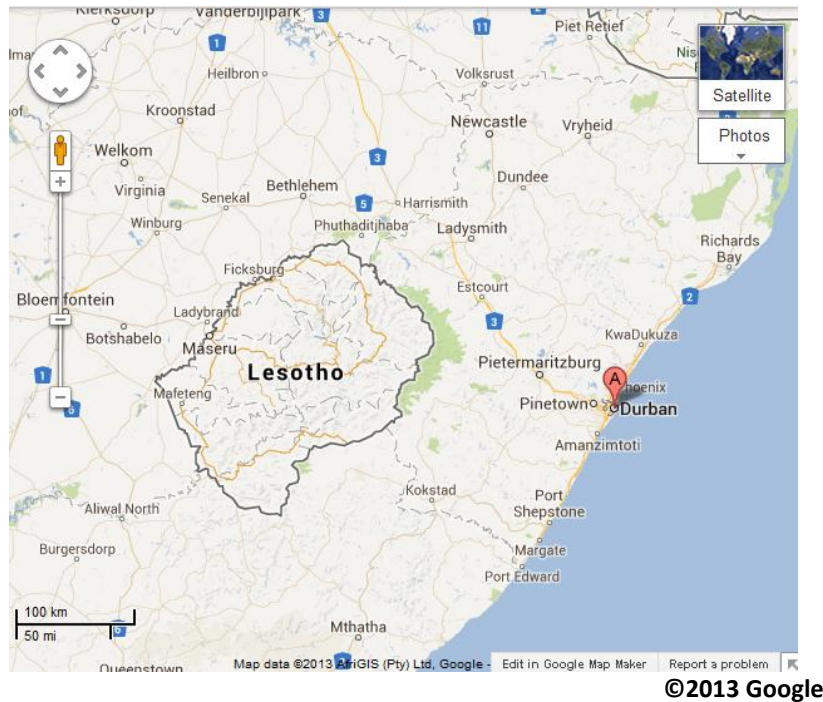 Klerksdorp
Vanderbijlpark
3
11
Piet Retief
1
Heilbron
Volksrust
Satellite
Kroonstad
Newcastle
Vryheid
Photos
Welkom
3
Virginia
Senekal
Bethlehem
Dundee
5
Harrismith
Winburg
Phuthaditjhaba
Ladysmith
Richards
Bay
Ficksburg
Estcourt
2
Bloemfontein
Ladybrand
3
Botshabelo
Maseru
KwaDukuza
Pietermaritzburg
Lesotho
1
A
Phoenix
Mafeteng
Pinetown
Durban
6
Amanzimtoti
Kokstad
Port
Shepstone
Aliwal North
Burgersdorp
Margate
Port Edward
100 km
50 mi
6
Mthatha
Queenstown
Map data ©2013 AfriGIS (Pty) Ltd, Google -
Edit in Google Map Maker
Report a problem
©2013 Google